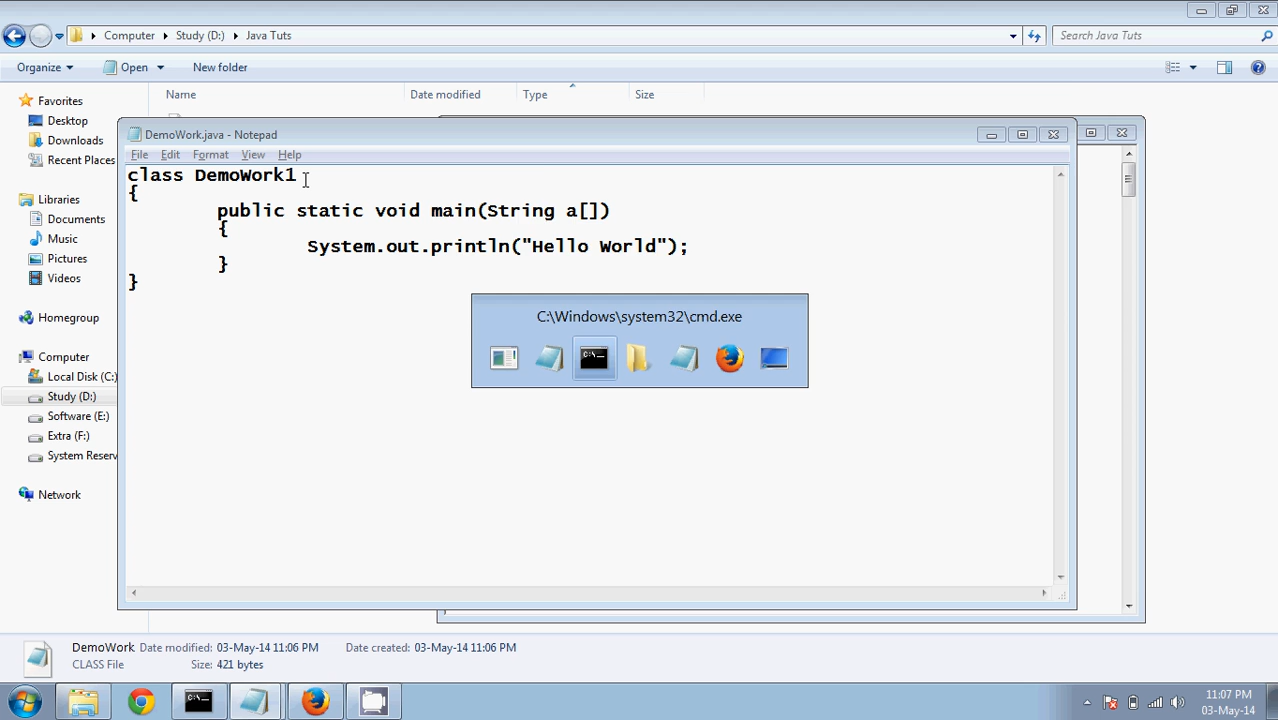 Computer
Study (D:)
Java Tuts
Search Java Tuts
Organize
Open
New folder
Favorites
Desktop
Downloads
Recent Places
Libraries
Documents
Music
Pictures
Videos
Homegroup
Computer
Local Disk (C:)
Study (D:)
Software (E:)
Extra (F:)
System Reserv
Network
Name
Date modified
Type
Size
DemoWork.java - Notepad
File Edit Format View Help
class DemoWork1
{
public static void main(String a[])
{
System.out.println("Hello World");
}
}
C:\Windows\system32\cmd.exe
C:\
DemoWork Date modified: 03-May-14 11:06 PM Date created: 03-May-14 11:06 PM
CLASS File Size: 421 bytes
11:07 PM
03-May-14